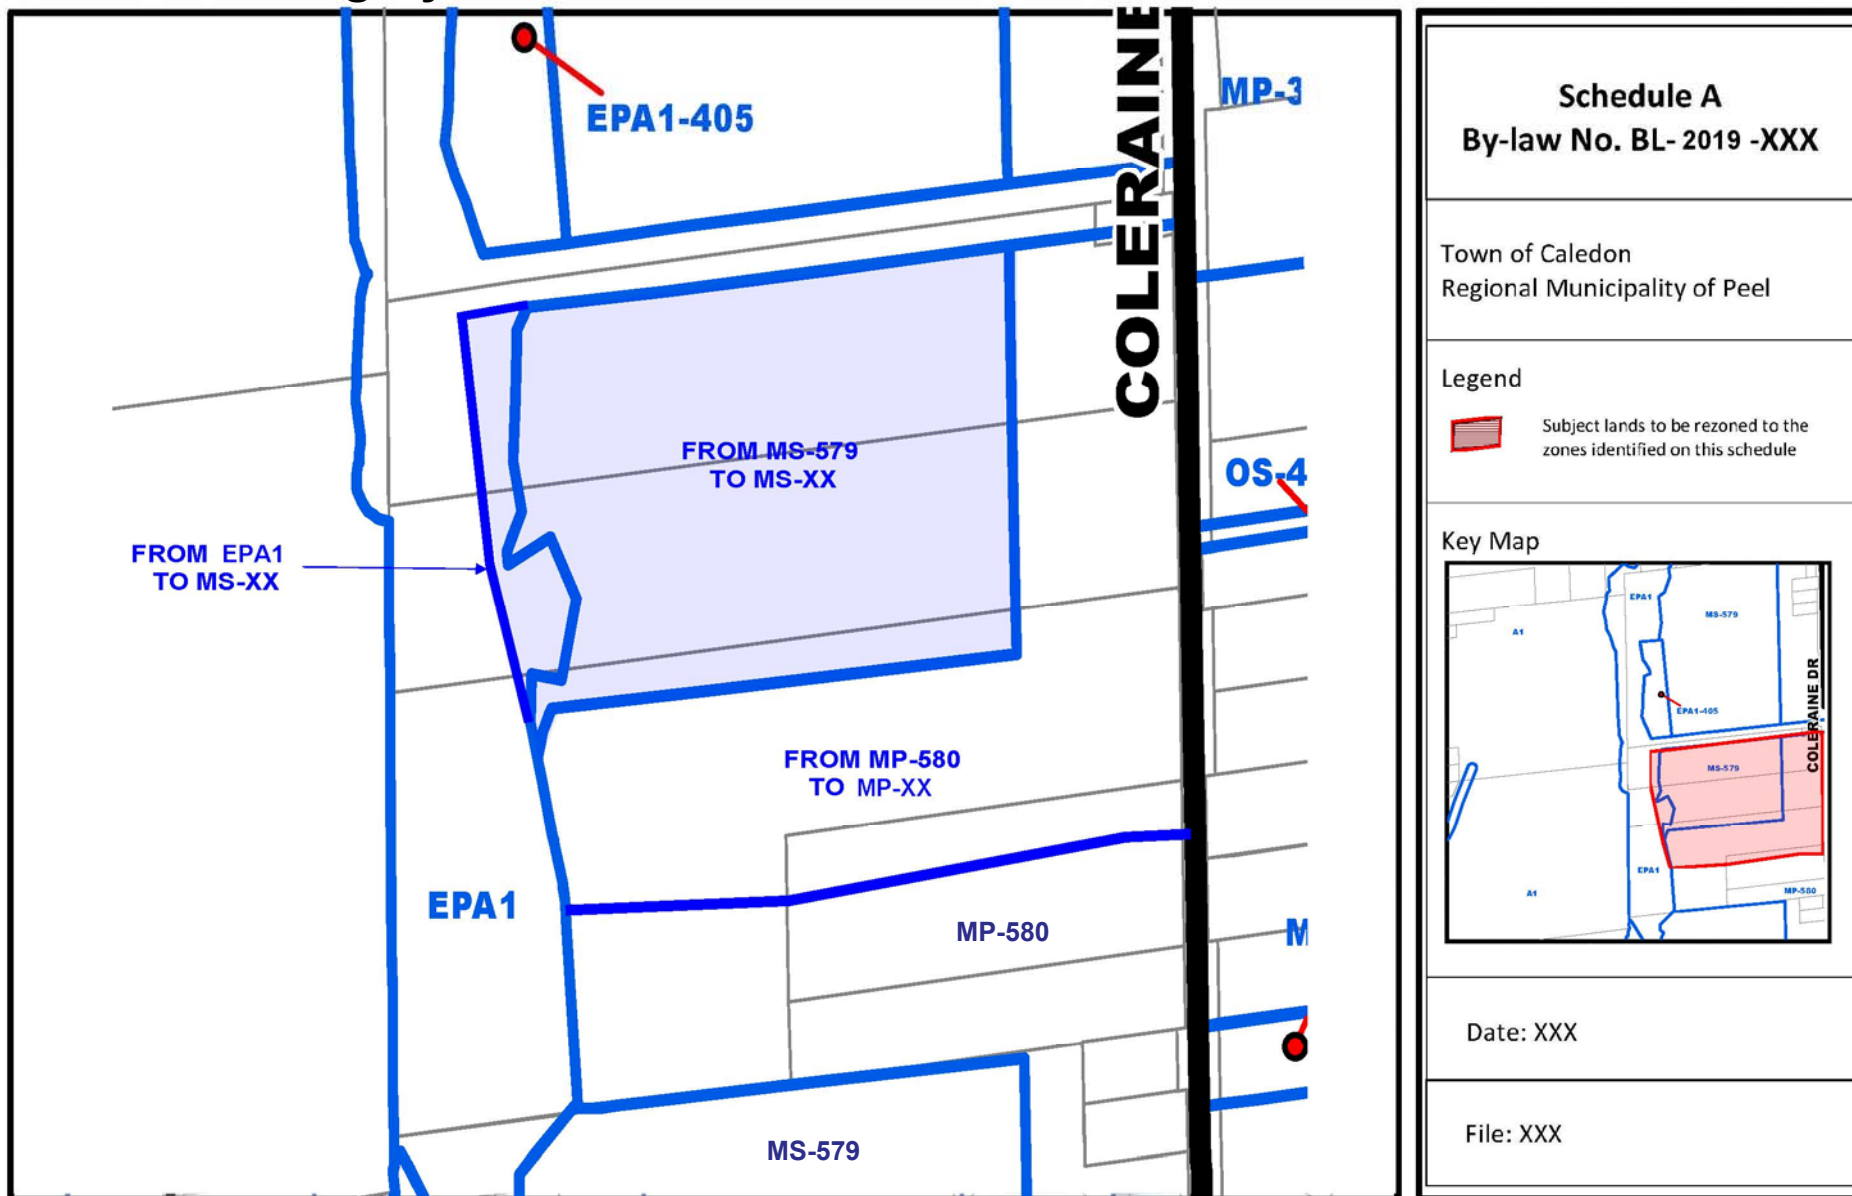 EPA1-405
COLERAINE
MP-3
FROM MS-579
TO MS-XX
OS-4
FROM EPA1
TO MS-XX
FROM MP-580
TO MP-XX
EPA1
MP-580
M
MS-579
Schedule A
By-law No. BL- 2019 -XXX
Town of Caledon
Regional Municipality of Peel
Legend
Subject lands to be rezoned to the
zones identified on this schedule
Key Map
EPA1
MS-579
A1
EPA1-405
COLERAINE DR
MS-579
EPA1
A1
MP-580
Date: XXX
File: XXX